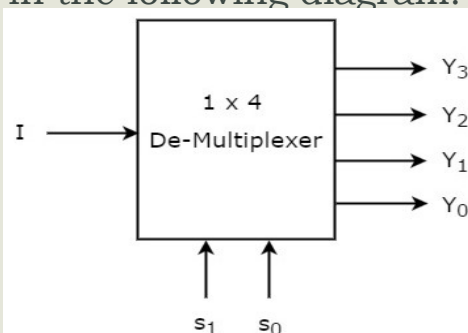 in the following diagram.
1 x 4
De-Multiplexer
I
Y3
Y2
Y1
Y0
s1 s0